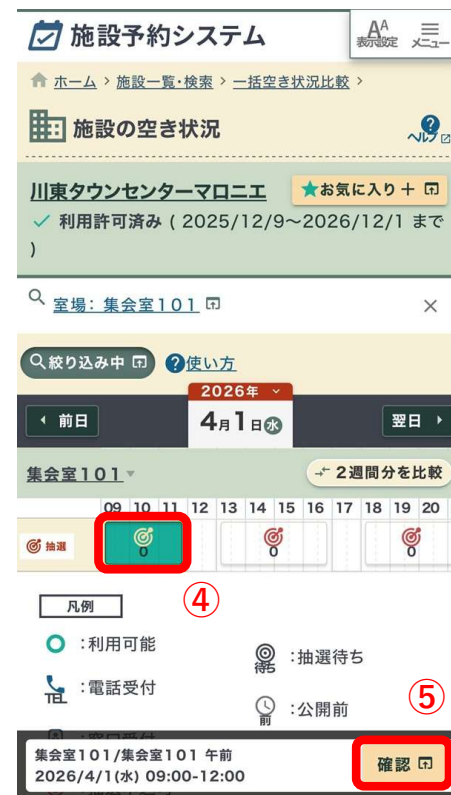 施設予約システム
AA
表示設定
メニュー
ホーム > 施設一覧・検索 > 一括空き状況比較 >
施設の空き状況
ヘルプ
川東タウンセンターマロニエ
★お気に入り+
✓ 利用許可済み ( 2025/12/9~2026/12/1 まで
)
室場: 集会室101
×
絞り込み中
?使い方
2026年
前日
4月1日水
翌日
集会室101
2週間分を比較
09 10 11 12 13 14 15 16 17 18 19 20
抽選
0
0
0
④
凡例
:利用可能
待ち
:抽選待ち
TEL
:電話受付
前
:公開前
⑤
集会室101/集会室101 午前
2026/4/1(水) 09:00-12:00
確認